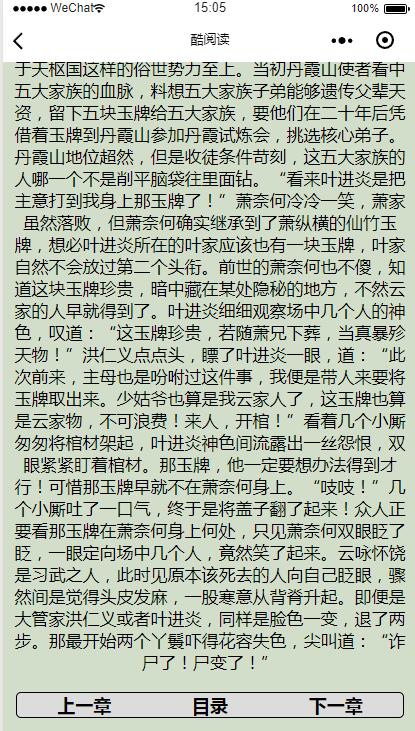 WeChat
15:05
100%
酷阅读
于天枢国这样的俗世势力至上。当初丹霞山使者看中
五大家族的血脉，料想五大家族子弟能够遗传父辈天
资，留下五块玉牌给五大家族，要他们在二十年后凭
借着玉牌到丹霞山参加丹霞试炼会，挑选核心弟子。
丹霞山地位超然，但是收徒条件苛刻，这五大家族的
人哪一个不是削平脑袋往里面钻。“看来叶进炎是把
主意打到我身上那玉牌了！”萧奈何冷冷一笑，萧家
虽然落败，但萧奈何确实继承到了萧纵横的仙竹玉
牌，想必叶进炎所在的叶家应该也有一块玉牌，叶家
自然不会放过第二个头衔。前世的萧奈何也不傻，知
道这块玉牌珍贵，暗中藏在某处隐秘的地方，不然云
家的人早就得到了。叶进炎细细观察场中几个人的神
色，叹道：“这玉牌珍贵，若随萧兄下葬，当真暴殄
天物！”洪仁义点点头，瞟了叶进炎一眼，道：“此
次前来，主母也是吩咐过这件事，我便是带人来要将
玉牌取出来。少姑爷也算是我云家人了，这玉牌也算
是云家物，不可浪费！来人，开棺！”看着几个小厮
匆匆将棺材架起，叶进炎神色间流露出一丝怨恨，双
眼紧紧盯着棺材。那玉牌，他一定要想办法得到才
行！可惜那玉牌早就不在萧奈何身上。“吱吱！”几
个小厮吐了一口气，终于是将盖子翻了起来！众人正
要看那玉牌在萧奈何身上何处，只见萧奈何双眼眨了
眨，一眼定向场中几个人，竟然笑了起来。云咏怀饶
是习武之人，此时见原本该死去的人向自己眨眼，骤
然间是觉得头皮发麻，一股寒意从背脊升起。即便是
大管家洪仁义或者叶进炎，同样是脸色一变，退了两
步。那最开始两个丫鬟吓得花容失色，尖叫道：“诈
尸了！尸变了！”
上一章 目录 下一章